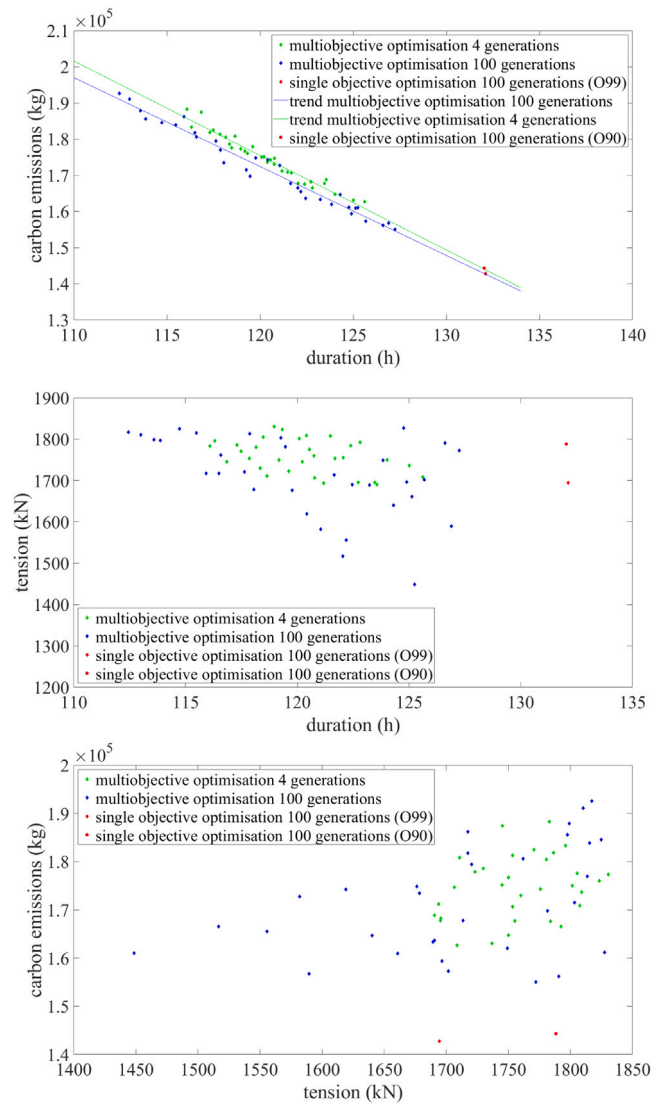 ×10^5
2.1
2
1.9
1.8
1.7
1.6
1.5
1.4
1.3
carbon emissions (kg)
multiobjective optimisation 4 generations
multiobjective optimisation 100 generations
single objective optimisation 100 generations (O99)
trend multiobjective optimisation 100 generations
trend multiobjective optimisation 4 generations
single objective optimisation 100 generations (O90)
110 115 120 125 130 135 140
duration (h)
1900
1800
1700
1600
1500
1400
1300
1200
tension (kN)
multiobjective optimisation 4 generations
multiobjective optimisation 100 generations
single objective optimisation 100 generations (O99)
single objective optimisation 100 generations (O90)
110 115 120 125 130 135
duration (h)
×10^5
2
1.9
1.8
1.7
1.6
1.5
1.4
carbon emissions (kg)
multiobjective optimisation 4 generations
multiobjective optimisation 100 generations
single objective optimisation 100 generations (O99)
single objective optimisation 100 generations (O90)
1400 1450 1500 1550 1600 1650 1700 1750 1800 1850
tension (kN)